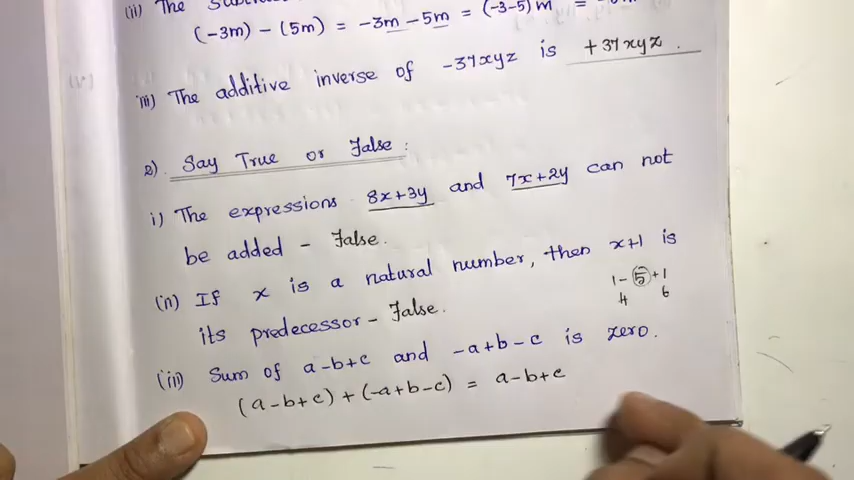 (ii) The
(-3m) - (5m) = -3m - 5m = (-3-5)m =
iii) The additive inverse of -37xyz is +37xyz.
2). Say True or False:
i) The expressions 8x+3y and 7x+2y can not
be added - False.
(ii) If x is a natural number, then x+1 is
1- 5 +1
its predecessor - False.
4 6
(iii) Sum of a-b+c and -a+b-c is zero.
(a-b+c) + (-a+b-c) = a-b+c